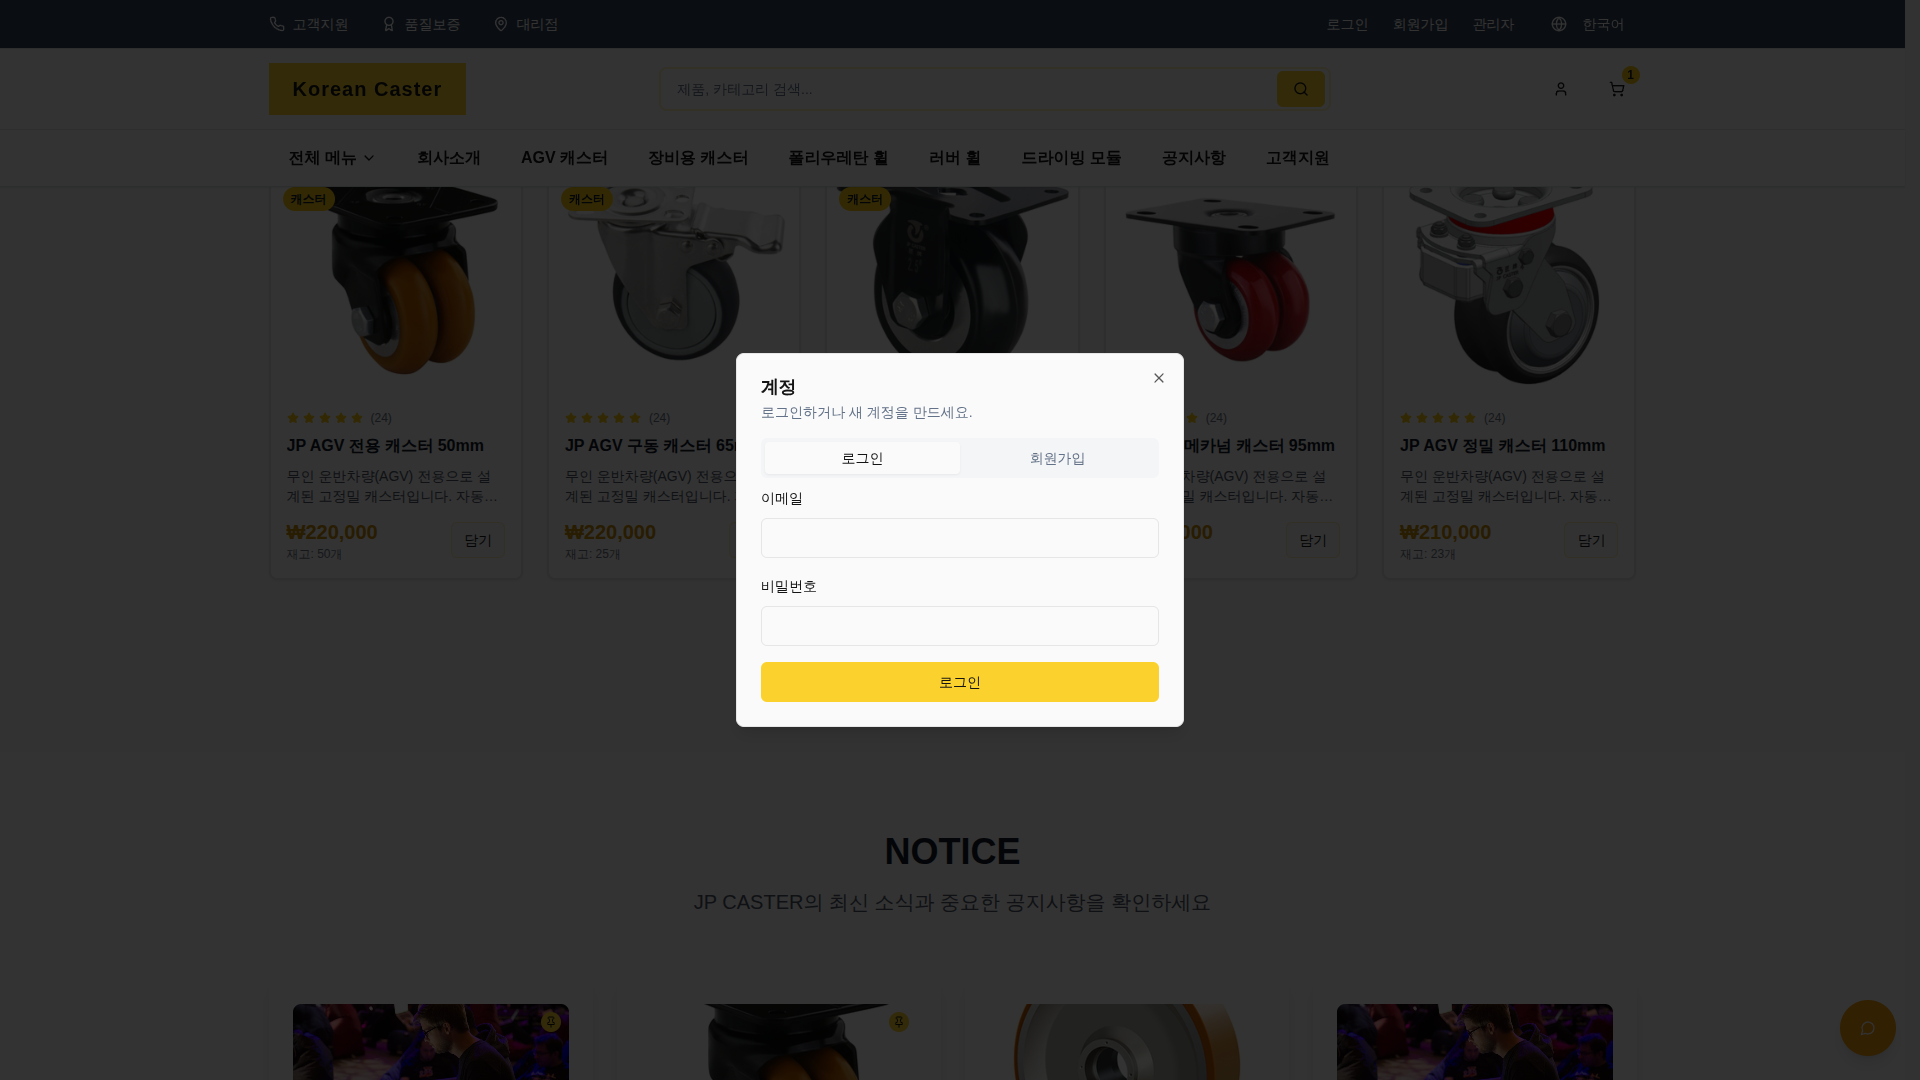 고객지원 품질보증 대리점 로그인 회원가입 관리자 한국어
Korean Caster 제품, 카테고리 검색... 1
전체 메뉴 회사소개 AGV 캐스터 장비용 캐스터 폴리우레탄 휠 러버 휠 드라이빙 모듈 공지사항 고객지원
캐스터 캐스터 캐스터
계정
로그인하거나 새 계정을 만드세요.
로그인 회원가입
이메일
비밀번호
로그인
(24) (24) (24) (24)
JP AGV 전용 캐스터 50mm JP AGV 구동 캐스터 메카넘 캐스터 95mm JP AGV 정밀 캐스터 110mm
무인 운반차량(AGV) 전용으로 설 무인 운반차량(AGV) 차량(AGV) 전용으로 설 무인 운반차량(AGV) 전용으로 설
계된 고정밀 캐스터입니다. 자동... 계된 고정밀 캐스터입니다. 밀 캐스터입니다. 자동... 계된 고정밀 캐스터입니다. 자동...
₩220,000 ₩220,000 ₩210,000
재고: 50개 담기 재고: 25개 담기 재고: 23개 담기
NOTICE
JP CASTER의 최신 소식과 중요한 공지사항을 확인하세요